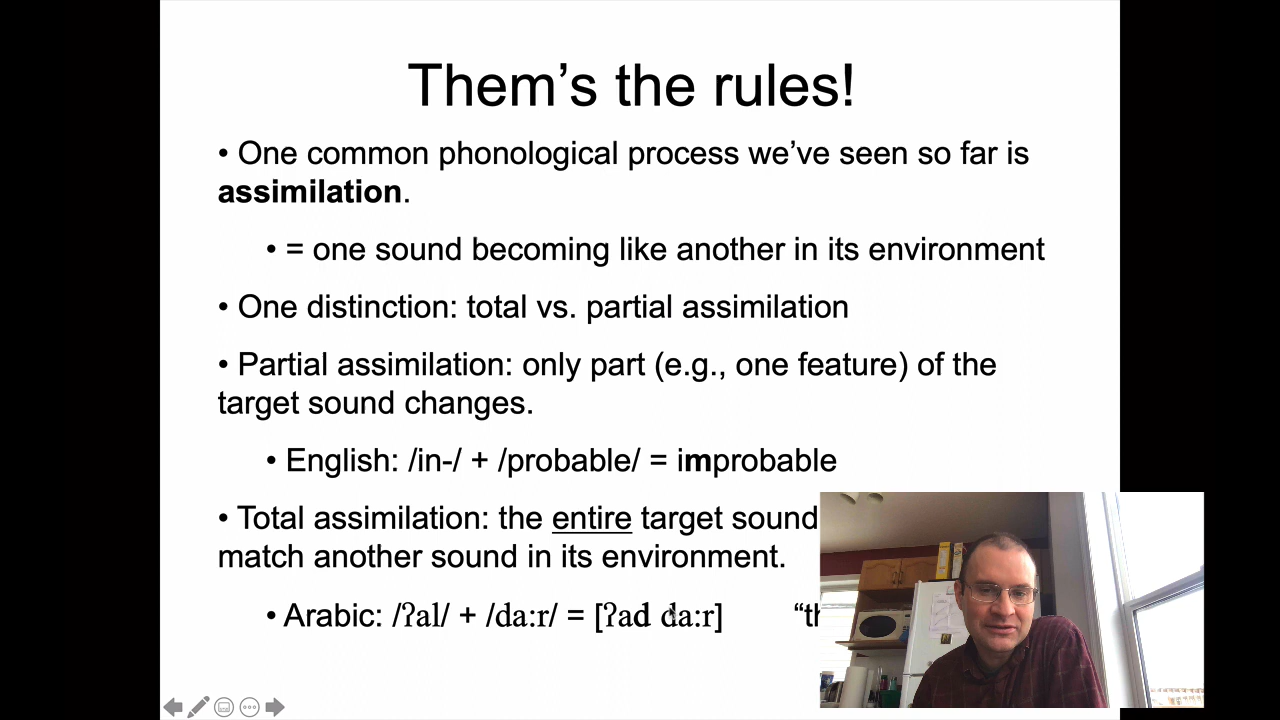 Them’s the rules!
• One common phonological process we’ve seen so far is
assimilation.
• = one sound becoming like another in its environment
• One distinction: total vs. partial assimilation
• Partial assimilation: only part (e.g., one feature) of the
target sound changes.
• English: /in-/ + /probable/ = improbable
• Total assimilation: the entire target sound
match another sound in its environment.
• Arabic: /ʔal/ + /da:r/ = [ʔad da:r]